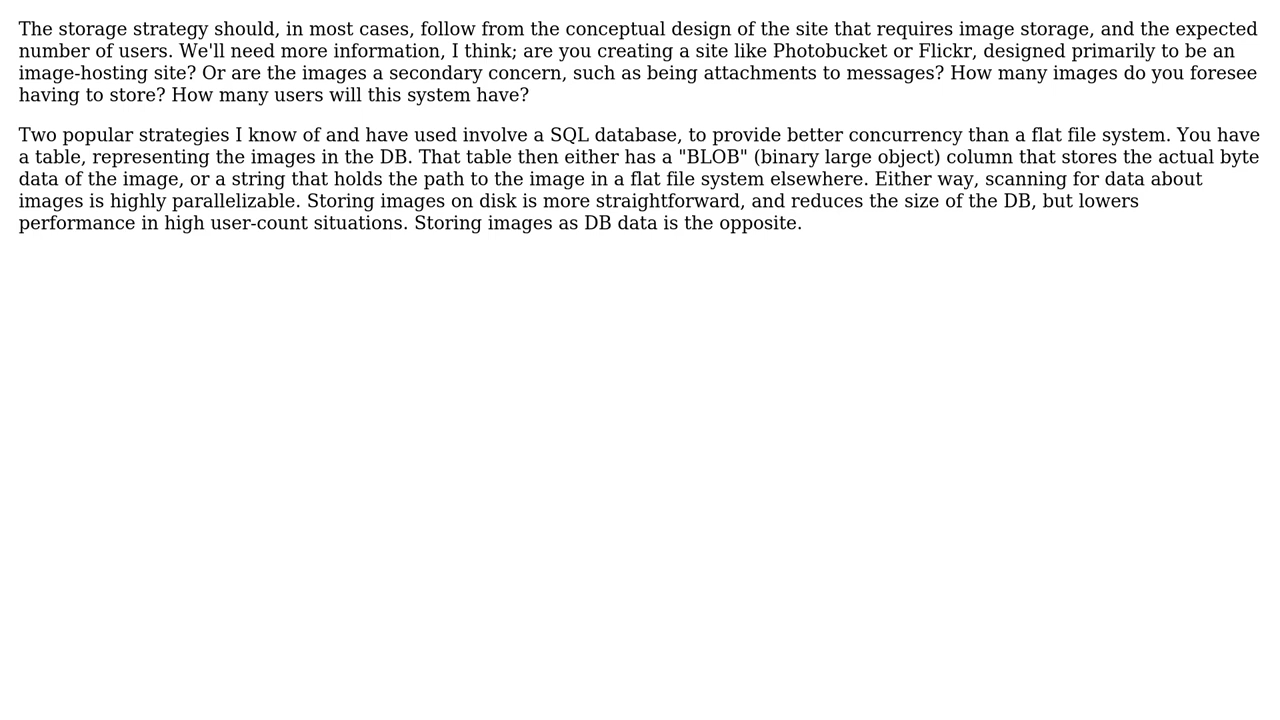 The storage strategy should, in most cases, follow from the conceptual design of the site that requires image storage, and the expected
number of users. We'll need more information, I think; are you creating a site like Photobucket or Flickr, designed primarily to be an
image-hosting site? Or are the images a secondary concern, such as being attachments to messages? How many images do you foresee
having to store? How many users will this system have?
Two popular strategies I know of and have used involve a SQL database, to provide better concurrency than a flat file system. You have
a table, representing the images in the DB. That table then either has a "BLOB" (binary large object) column that stores the actual byte
data of the image, or a string that holds the path to the image in a flat file system elsewhere. Either way, scanning for data about
images is highly parallelizable. Storing images on disk is more straightforward, and reduces the size of the DB, but lowers
performance in high user-count situations. Storing images as DB data is the opposite.